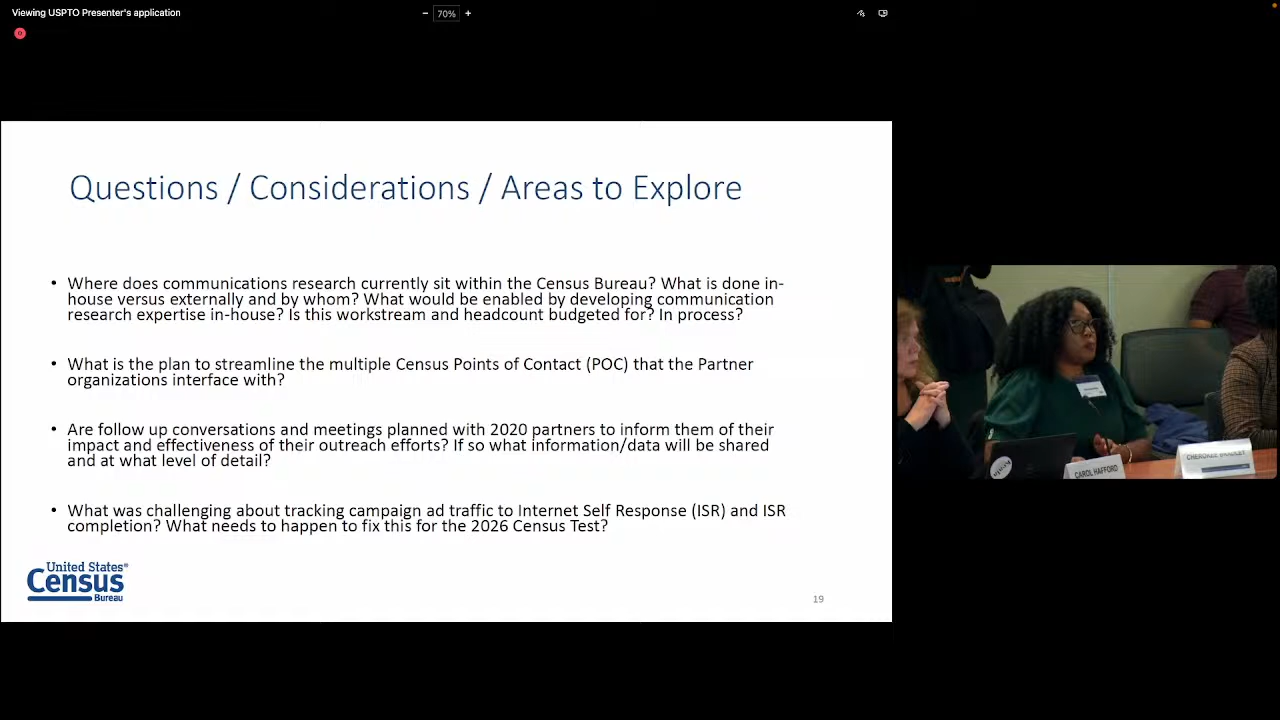 Viewing USPTO Presenter's application
− 70% +
Questions / Considerations / Areas to Explore
• Where does communications research currently sit within the Census Bureau? What is done in-
house versus externally and by whom? What would be enabled by developing communication
research expertise in-house? Is this workstream and headcount budgeted for? In process?
• What is the plan to streamline the multiple Census Points of Contact (POC) that the Partner
organizations interface with?
• Are follow up conversations and meetings planned with 2020 partners to inform them of their
impact and effectiveness of their outreach efforts? If so what information/data will be shared
and at what level of detail?
• What was challenging about tracking campaign ad traffic to Internet Self Response (ISR) and ISR
completion? What needs to happen to fix this for the 2026 Census Test?
United States®
Census
Bureau
19
CAROL HAFFORD
CHEROKEE BRADLEY